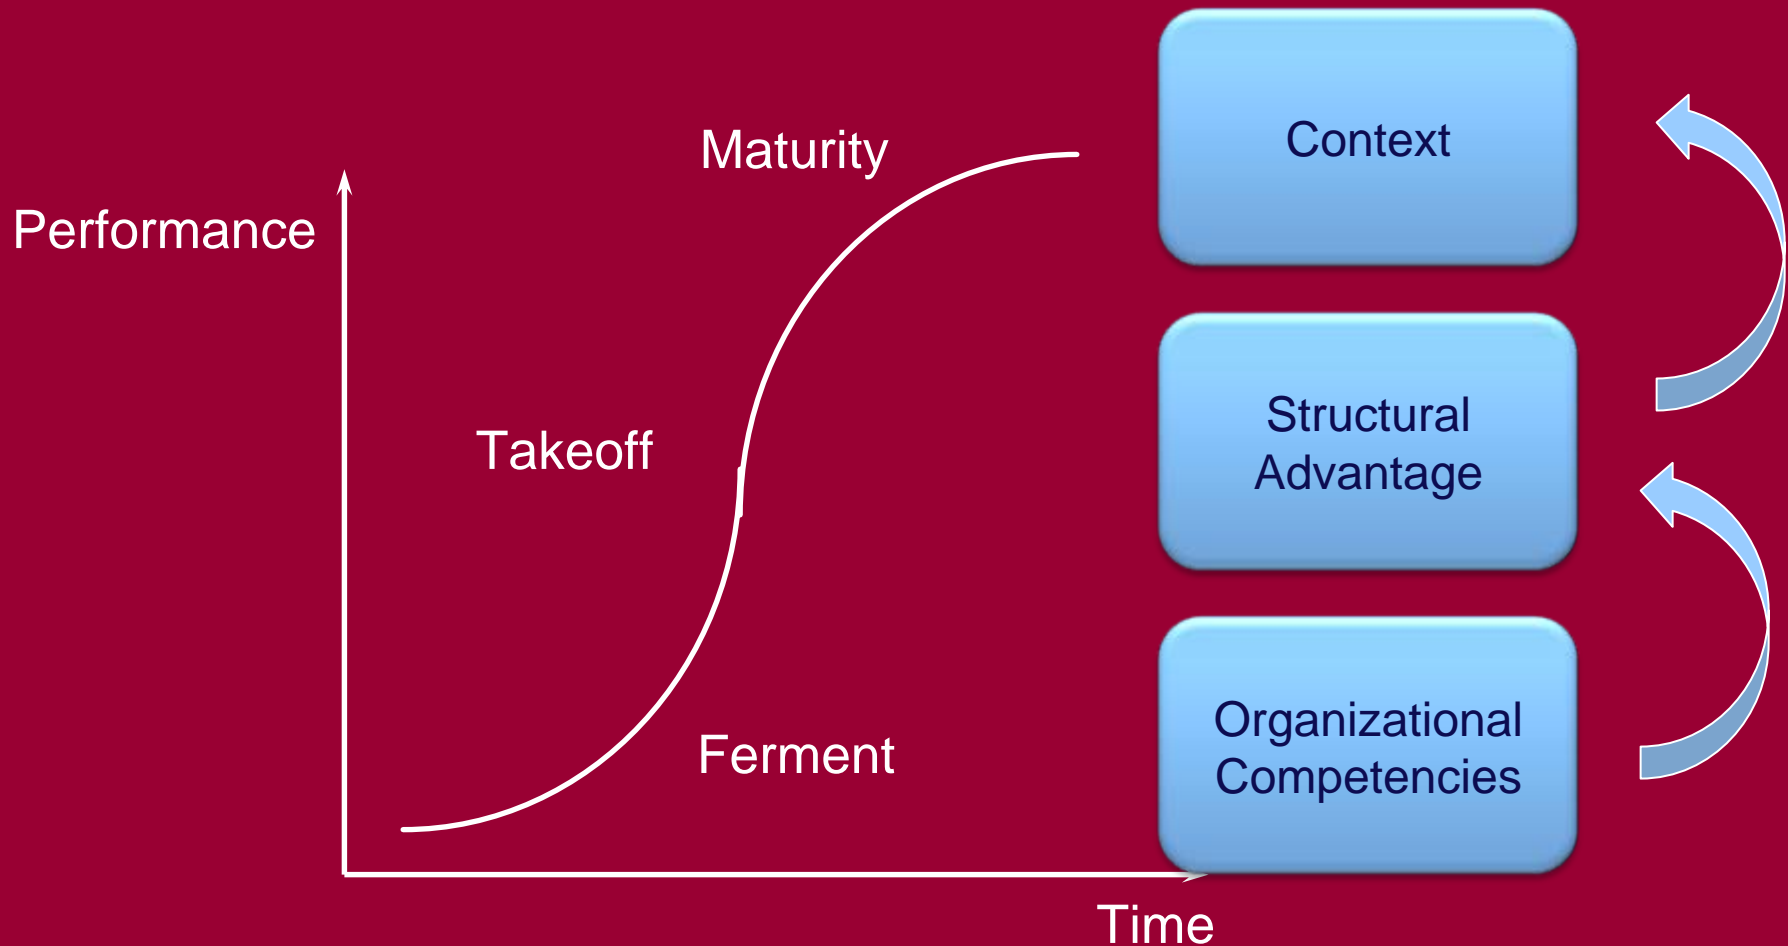 Context
Maturity
Performance
Structural
Advantage
Takeoff
Organizational
Competencies
Ferment
Time